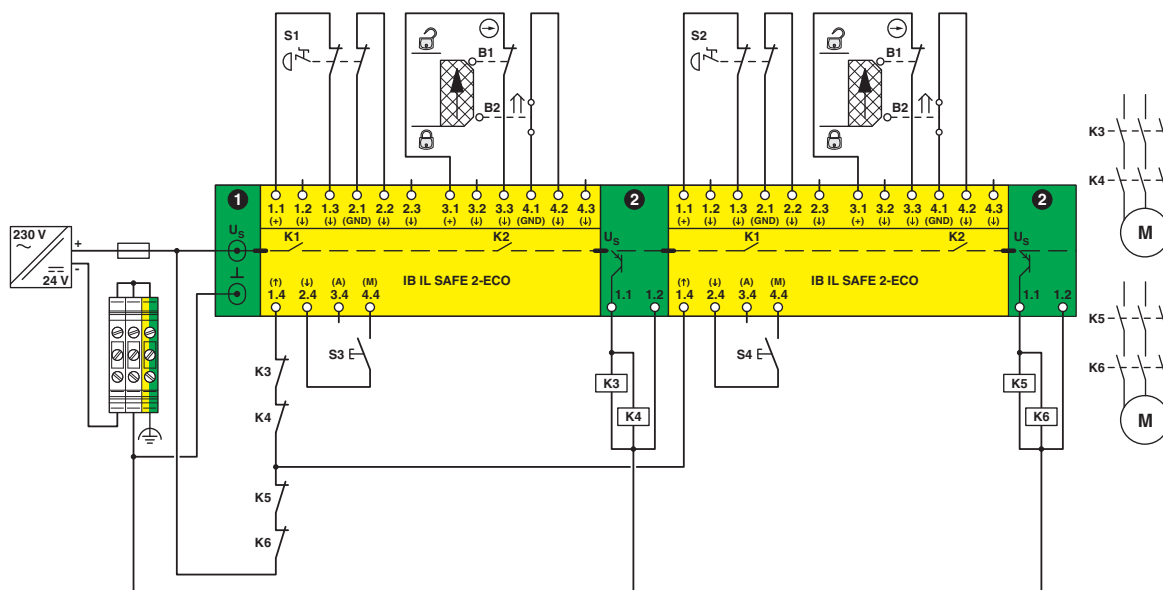 S1
B1
B2
S2
B1
B2
K3
K4
M
1
1.1 1.2 1.3 2.1 2.2 2.3 3.1 3.2 3.3 4.1 4.2 4.3
(+) (↓) (↓) (GND) (↓) (↓) (+) (↓) (↓) (GND) (↓) (↓)
2
1.1 1.2 1.3 2.1 2.2 2.3 3.1 3.2 3.3 4.1 4.2 4.3
(+) (↓) (↓) (GND) (↓) (↓) (+) (↓) (↓) (GND) (↓) (↓)
2
230 V
~
24 V
+
-
US
K1
K2
US
K1
K2
US
IB IL SAFE 2-ECO
IB IL SAFE 2-ECO
(↑) (↓) (A) (M)
1.4 2.4 3.4 4.4
1.1 1.2
(↑) (↓) (A) (M)
1.4 2.4 3.4 4.4
1.1 1.2
K5
K6
M
S3
S4
K3
K4
K3
K4
K5
K6
K5
K6